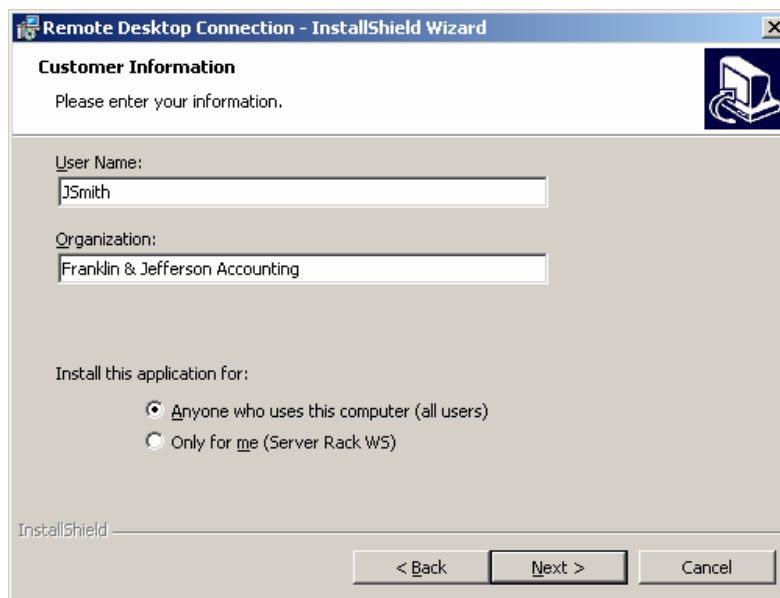 Remote Desktop Connection - InstallShield Wizard
Customer Information
Please enter your information.
User Name:
JSmith
Organization:
Franklin & Jefferson Accounting
Install this application for:
Anyone who uses this computer (all users)
Only for me (Server Rack WS)
InstallShield
< Back Next > Cancel